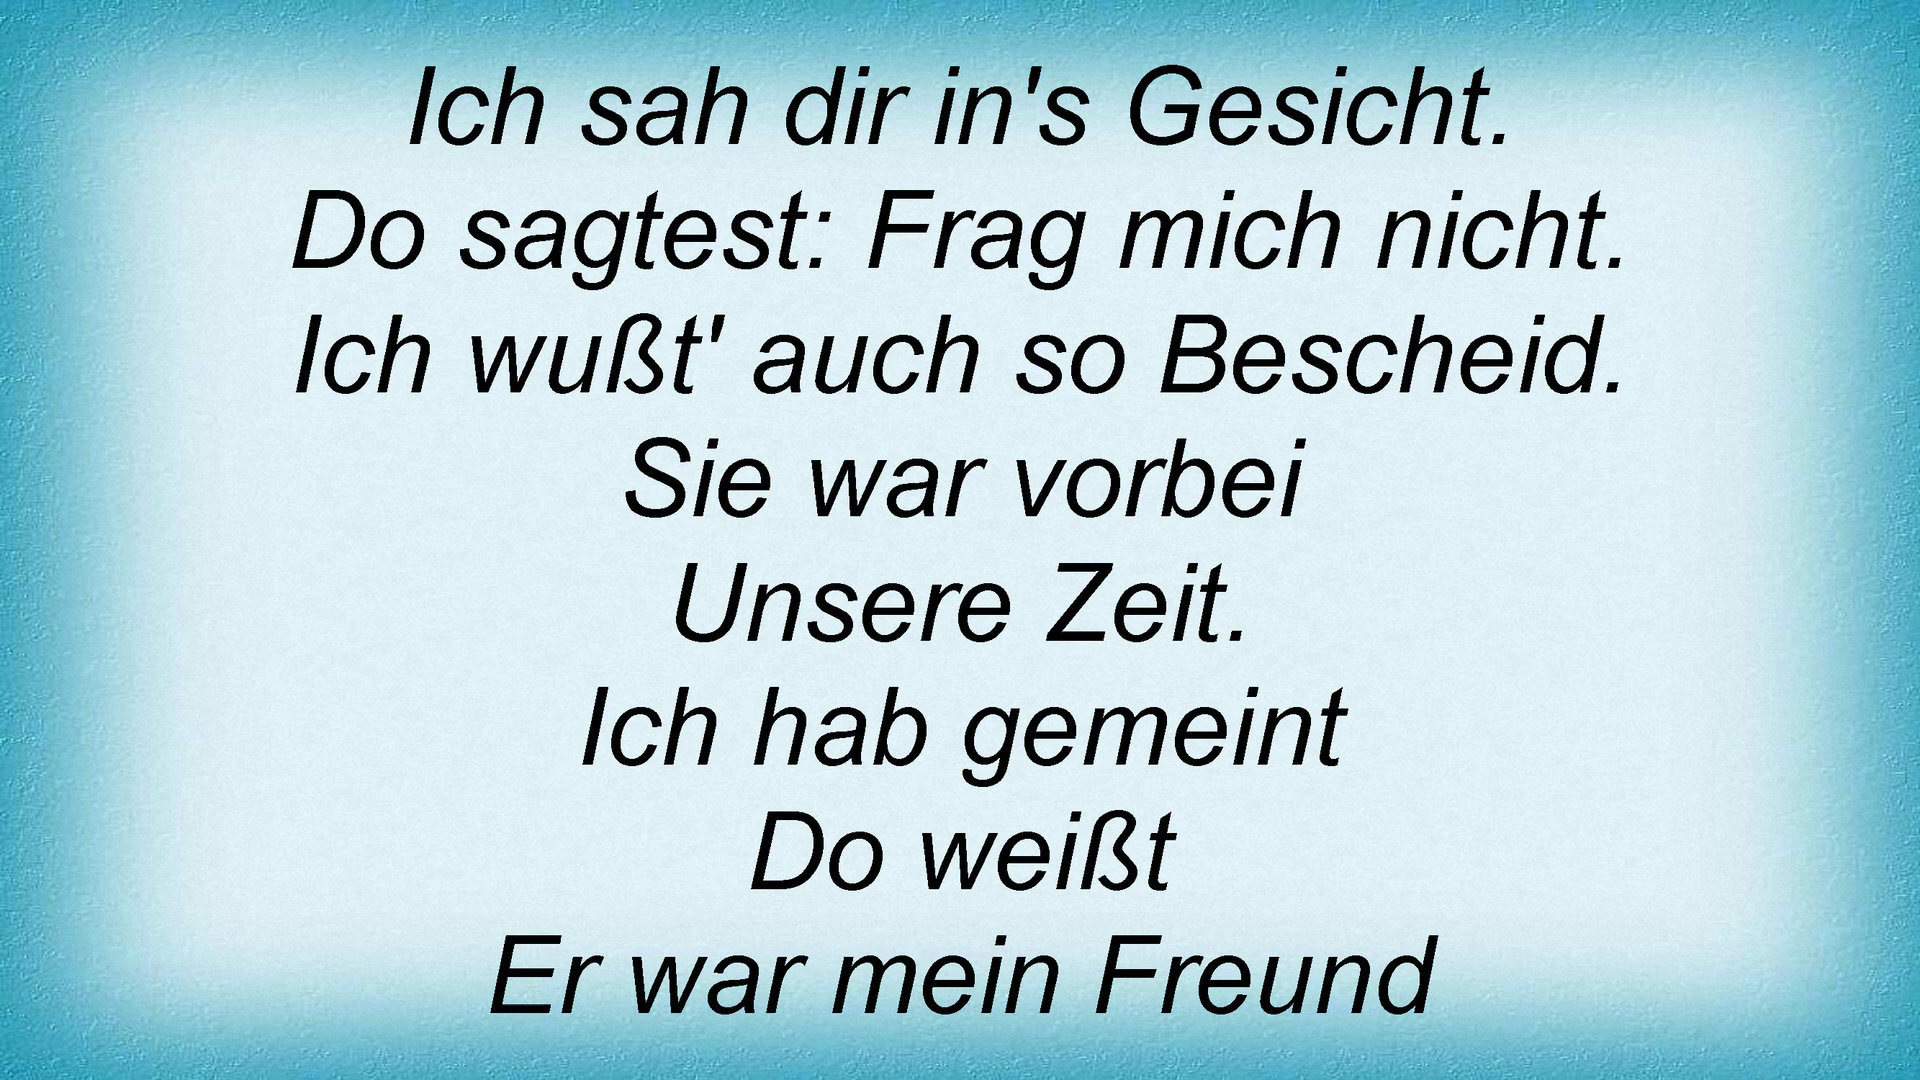 Ich sah dir in's Gesicht.
Do sagtest: Frag mich nicht.
Ich wußt' auch so Bescheid.
Sie war vorbei
Unsere Zeit.
Ich hab gemeint
Do weißt
Er war mein Freund